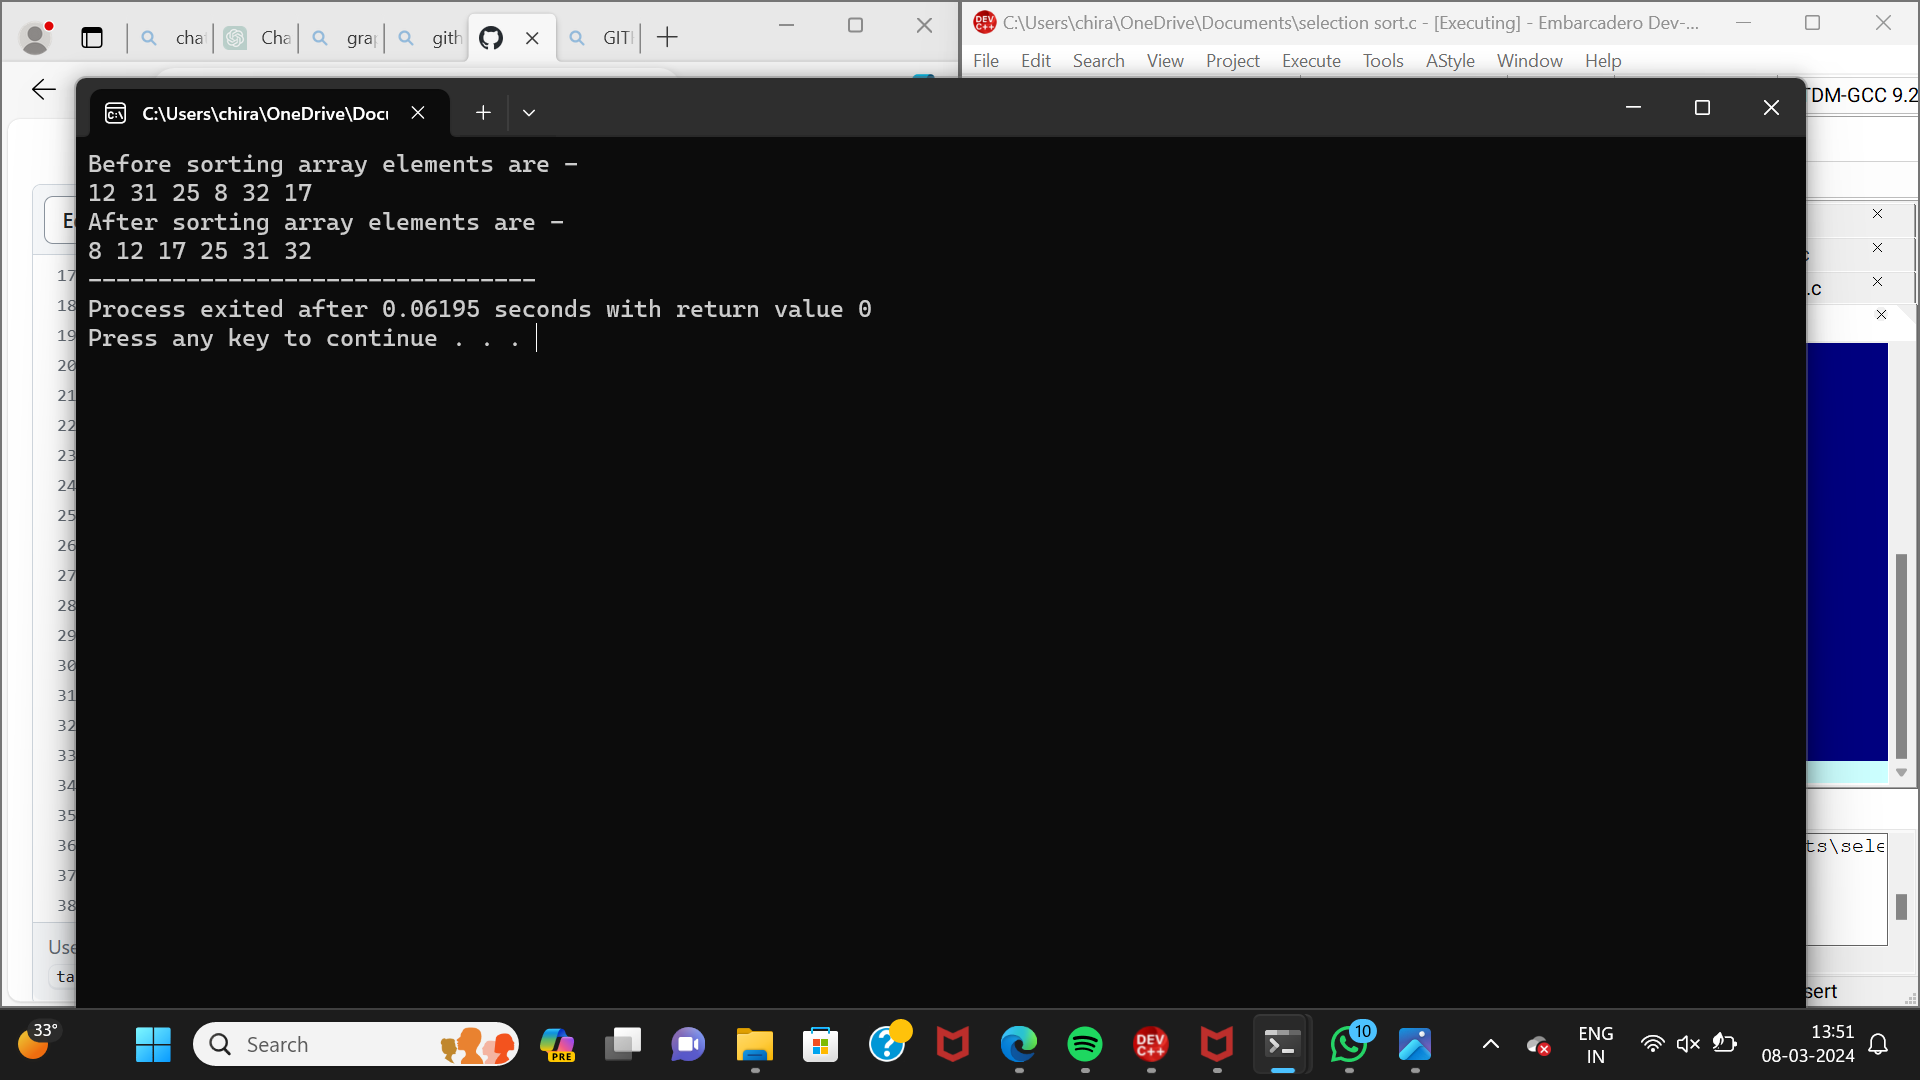 cha
Cha
gra
gith
GITI
C:\Users\chira\OneDrive\Documents\selection sort.c - [Executing] - Embarcadero Dev-...
File Edit Search View Project Execute Tools AStyle Window Help
TDM-GCC 9.2
C:\Users\chira\OneDrive\Docu
Before sorting array elements are -
12 31 25 8 32 17
After sorting array elements are -
8 12 17 25 31 32
--------------------------------
Process exited after 0.06195 seconds with return value 0
Press any key to continue . . .
17
18
19
20
21
22
23
24
25
26
27
28
29
30
31
32
33
34
35
36
37
38
Use
ta
.c
ts\sele
sert
33°
Search
PRE
DEV
C++
10
ENG
IN
13:51
08-03-2024